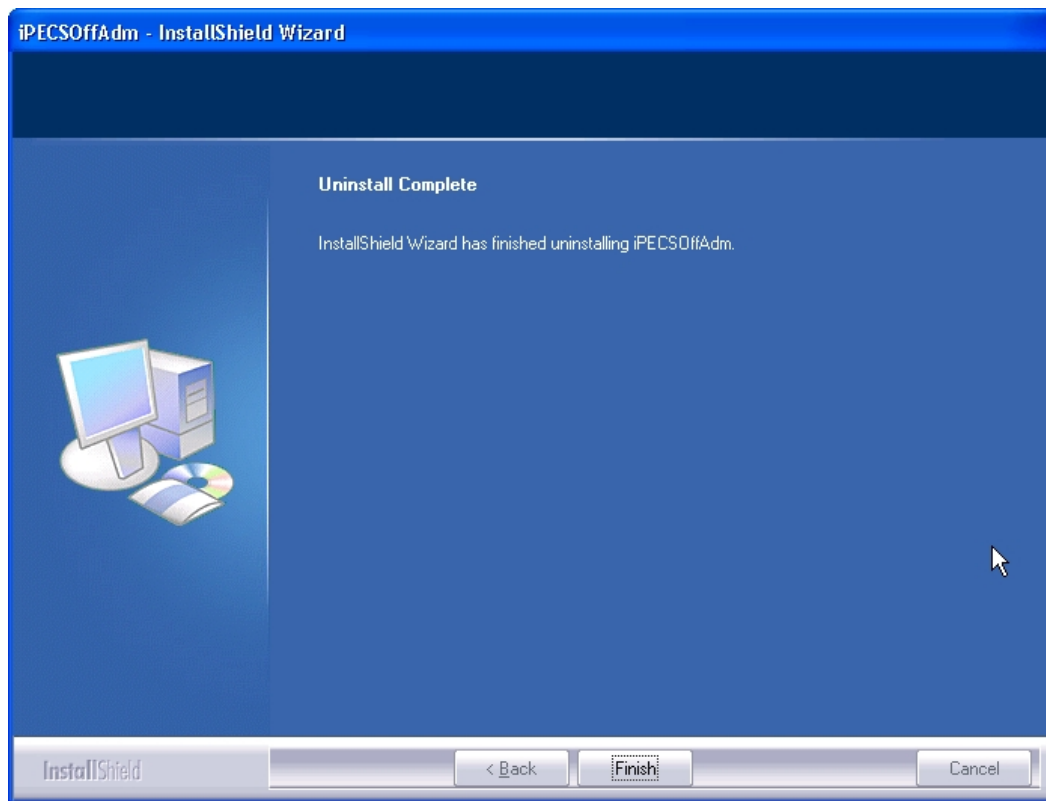 iPECSOffAdm - InstallShield Wizard
Uninstall Complete
InstallShield Wizard has finished uninstalling iPECSOffAdm.
InstallShield
< Back
Finish
Cancel